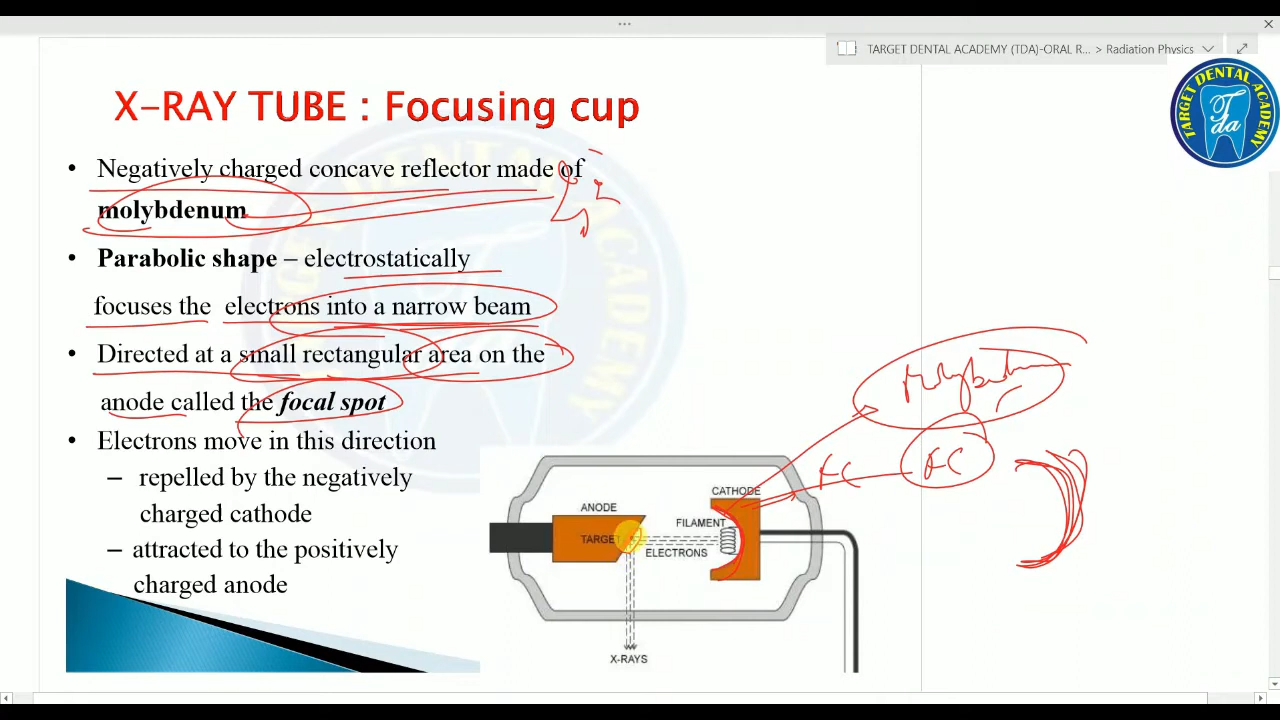 TARGET DENTAL ACADEMY (TDA)-ORAL R... > Radiation Physics
TARGET DENTAL ACADEMY
Tda
X-RAY TUBE : Focusing cup
• Negatively charged concave reflector made of
molybdenum
• Parabolic shape – electrostatically
focuses the electrons into a narrow beam
• Directed at a small rectangular area on the
anode called the focal spot
• Electrons move in this direction
– repelled by the negatively
charged cathode
– attracted to the positively
charged anode
CATHODE
ANODE
FILAMENT
TARGET
ELECTRONS
X-RAYS
Molybdenum
FC
FC